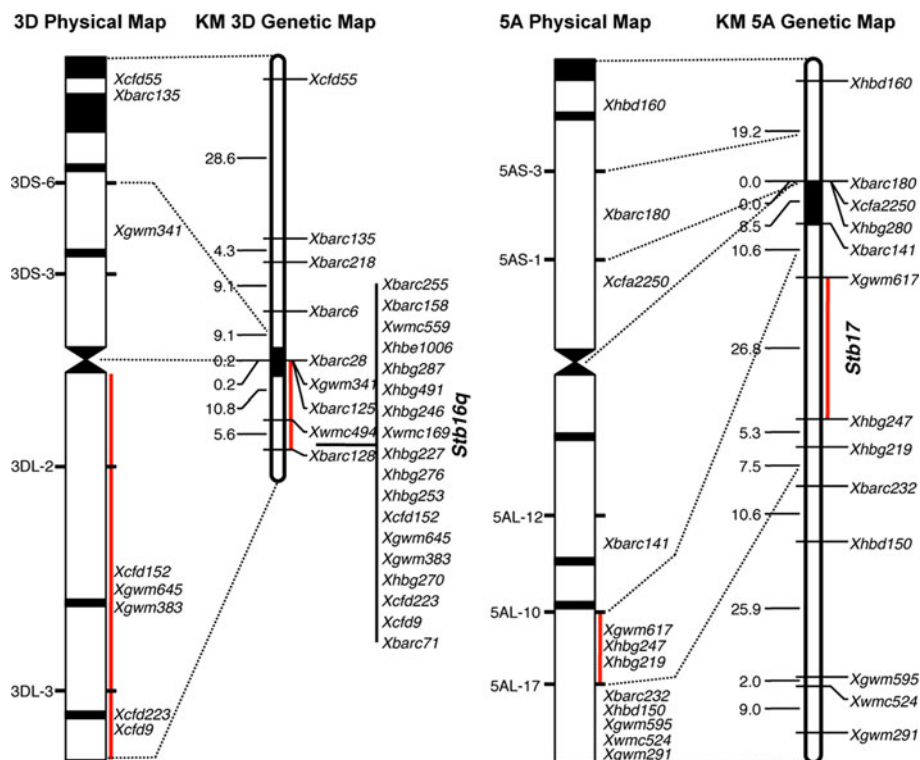 3D Physical Map
KM 3D Genetic Map
5A Physical Map
KM 5A Genetic Map
Xcfd55
Xbarc135
3DS-6
Xgwm341
3DS-3
3DL-2
Xcfd152
Xgwm645
Xgwm383
3DL-3
Xcfd223
Xcfd9
28.6
4.3
9.1
9.1
0.2
0.2
10.8
5.6
Xcfd55
Xbarc135
Xbarc218
Xbarc6
Xbarc28
Xgwm341
Xbarc125
Xwmc494
Xbarc128
Xbarc255
Xbarc158
Xwmc559
Xhbe1006
Xhbg287
Xhbg491
Xhbg246
Xwmc169
Xhbg227
Xhbg276
Xhbg253
Xcfd152
Xgwm645
Xgwm383
Xhbg270
Xcfd223
Xcfd9
Xbarc71
Stb16q
Xhbd160
5AS-3
Xbarc180
5AS-1
Xcfa2250
5AL-12
Xbarc141
5AL-10
Xgwm617
Xhbg247
Xhbg219
5AL-17
Xbarc232
Xhbd150
Xgwm595
Xwmc524
Xgwm291
19.2
0.0
0.0
8.5
10.6
26.8
5.3
7.5
10.6
25.9
2.0
9.0
Xhbd160
Xbarc180
Xcfa2250
Xhbg280
Xbarc141
Xgwm617
Stb17
Xhbg247
Xhbg219
Xbarc232
Xhbd150
Xgwm595
Xwmc524
Xgwm291